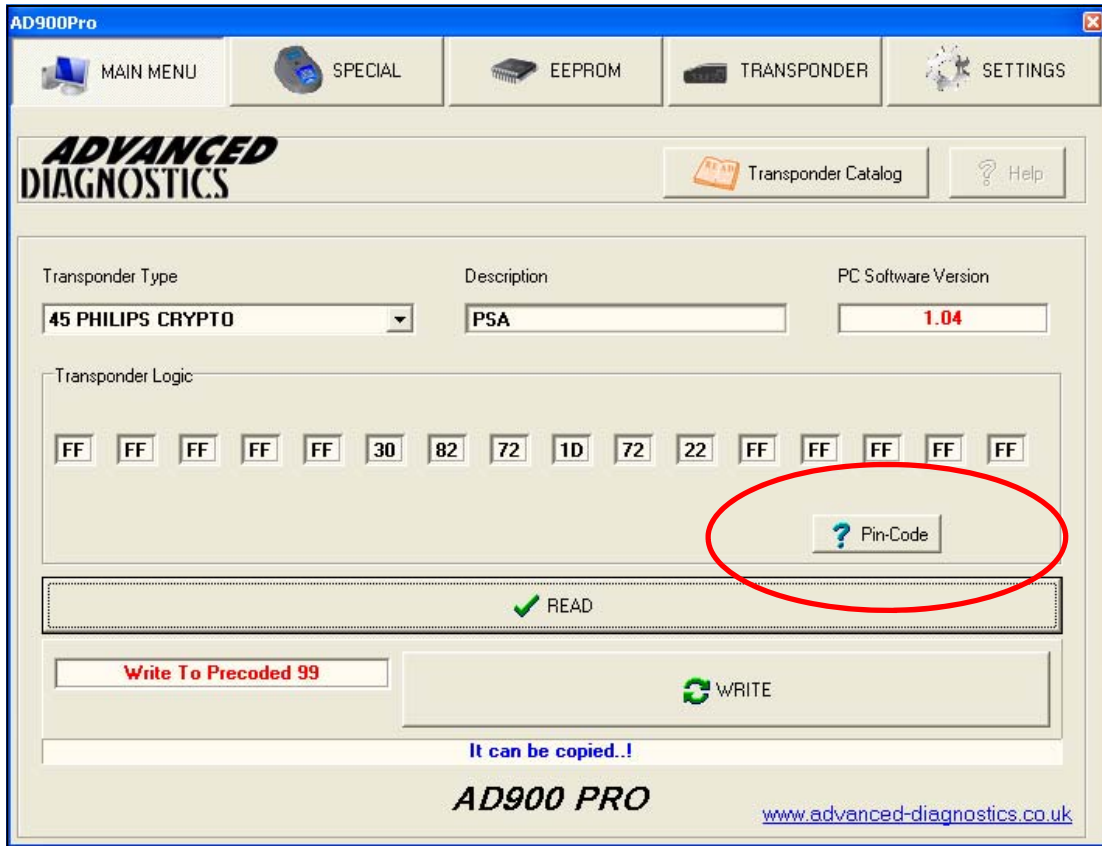 AD900Pro
MAIN MENU SPECIAL EEPROM TRANSPONDER SETTINGS
ADVANCED
DIAGNOSTICS
READ
Transponder Catalog
? Help
Transponder Type Description PC Software Version
45 PHILIPS CRYPTO PSA 1.04
Transponder Logic
FF FF FF FF FF 30 82 72 1D 72 22 FF FF FF FF FF
? Pin-Code
READ
Write To Precoded 99
WRITE
It can be copied..!
AD900 PRO
www.advanced-diagnostics.co.uk